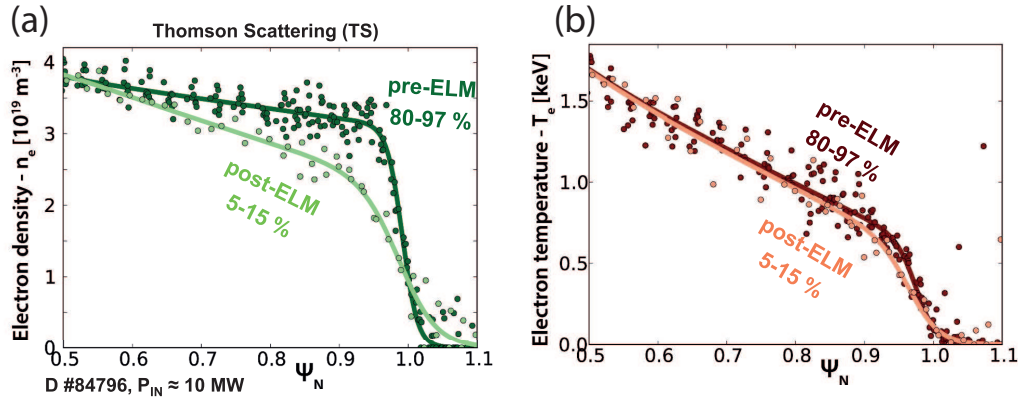 (a)
Thomson Scattering (TS)
Electron density - nₑ [10¹⁹ m⁻³]
4
3
2
1
0
pre-ELM
80-97 %
post-ELM
5-15 %
0.5 0.6 0.7 0.8 0.9 1.0 1.1
Ψ_N
D #84796, P_IN ≈ 10 MW
(b)
Electron temperature - Tₑ [keV]
1.5
1.0
0.5
0.0
pre-ELM
80-97 %
post-ELM
5-15 %
0.5 0.6 0.7 0.8 0.9 1.0 1.1
Ψ_N